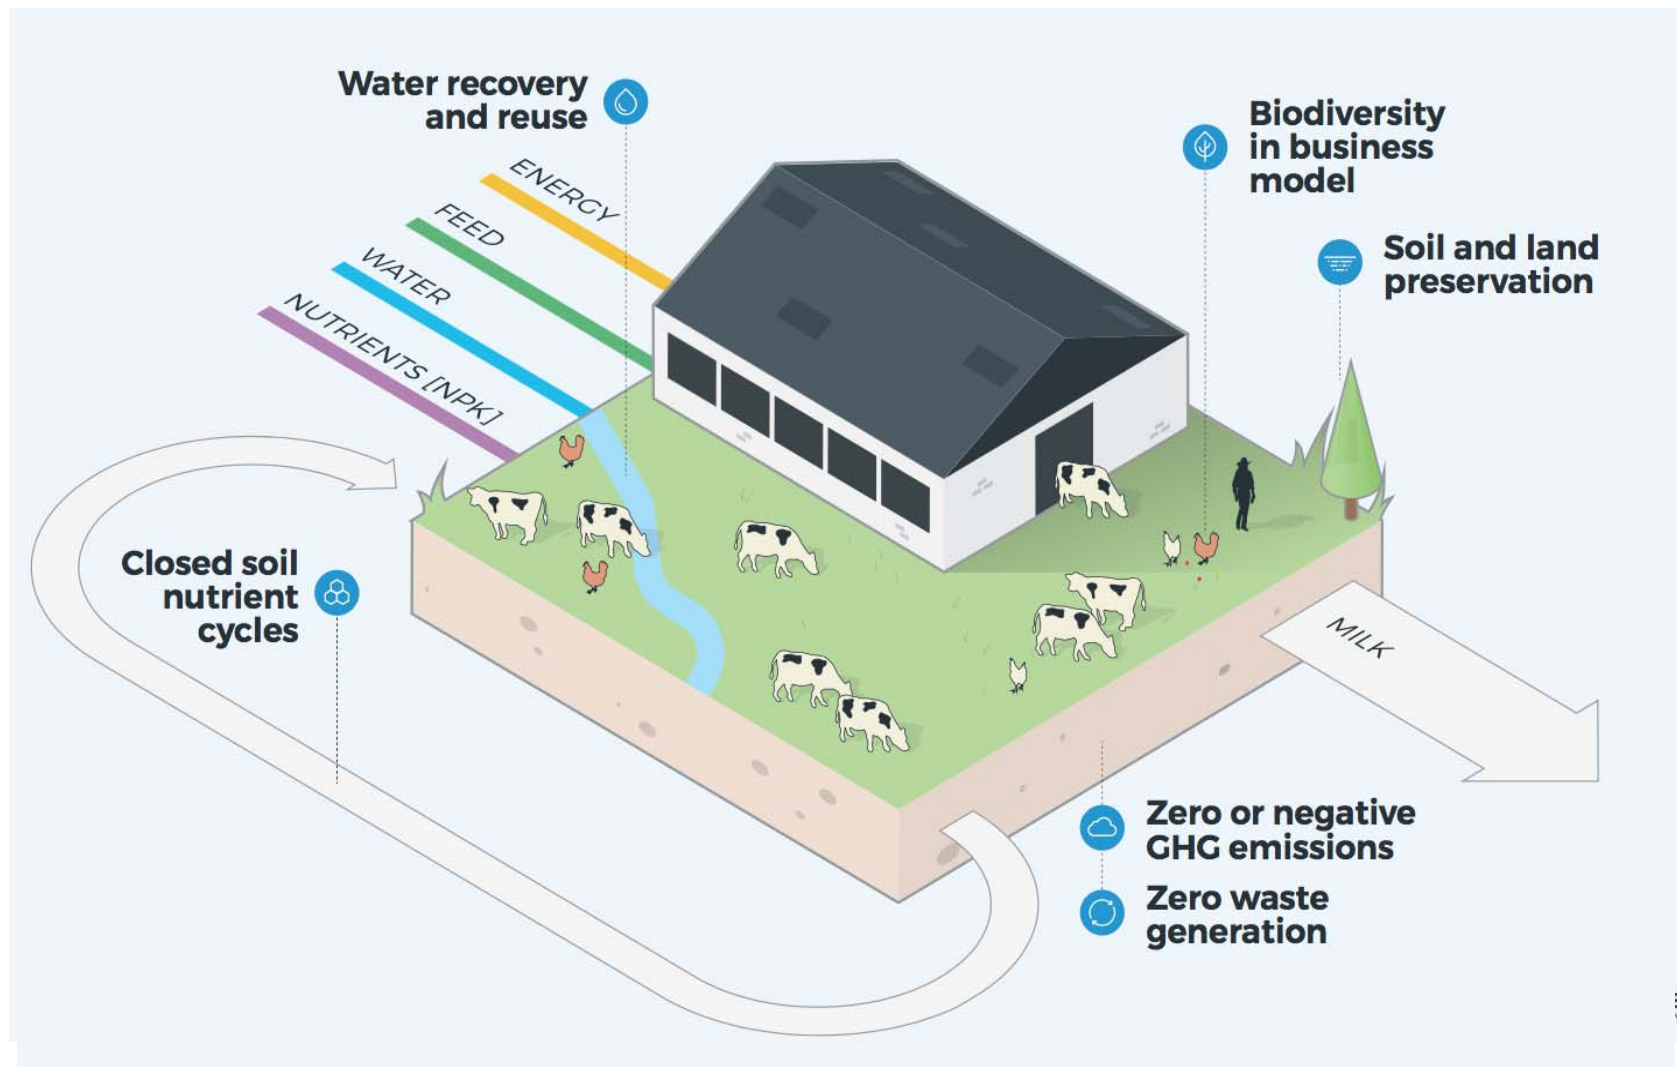 Water recovery
and reuse
Biodiversity
in business
model
ENERGY
FEED
WATER
NUTRIENTS [NPK]
Soil and land
preservation
Closed soil
nutrient
cycles
MILK
Zero or negative
GHG emissions
Zero waste
generation